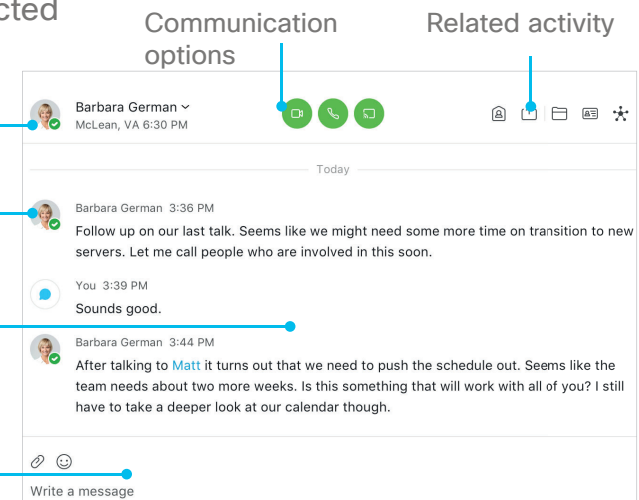 Communication
options
Related activity
Barbara German
McLean, VA 6:30 PM
Today
Barbara German 3:36 PM
Follow up on our last talk. Seems like we might need some more time on transition to new
servers. Let me call people who are involved in this soon.
You 3:39 PM
Sounds good.
Barbara German 3:44 PM
After talking to Matt it turns out that we need to push the schedule out. Seems like the
team needs about two more weeks. Is this something that will work with all of you? I still
have to take a deeper look at our calendar though.
Write a message